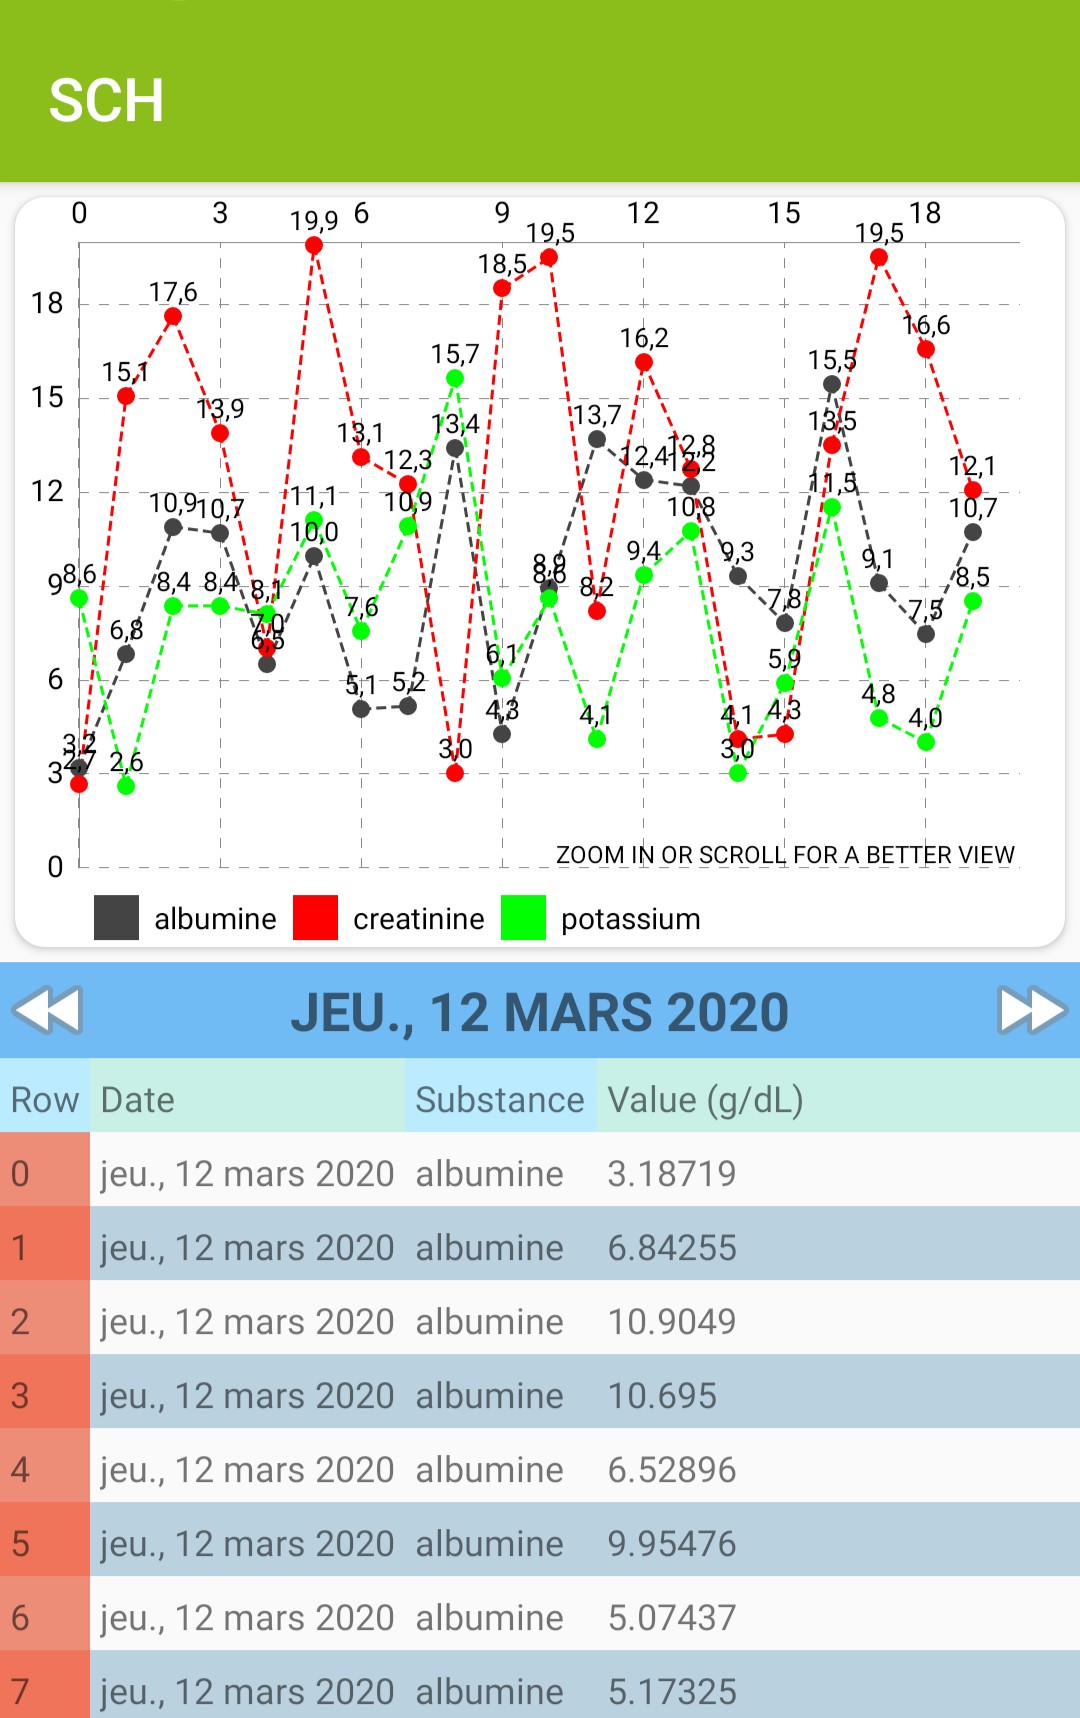 SCH
0 3 6 9 12 15 18
19,9
19,5 19,5
18,5
18
17,6
16,6
16,2
15,7
15,5
15,1
15
13,9
13,7
13,5
13,4
13,1
12,8
12,4 12,2
12,3
12,1
12
11,5
11,1
10,9 10,7 10,9 10,8 10,7
10,0
9,4 9,3
9,1
9
8,6 8,4 8,4 8,1 8,9 8,6 8,2 8,5
7,6 7,8 7,5
7,0
6,8 6,5
6,1
5,9
6
5,1 5,2
4,8
4,3 4,1 4,1 4,3 4,0
3,2
2,7 2,6 3,0 3,0
3
0
ZOOM IN OR SCROLL FOR A BETTER VIEW
albumine creatinine potassium
JEU., 12 MARS 2020
Row Date Substance Value (g/dL)
0 jeu., 12 mars 2020 albumine 3.18719
1 jeu., 12 mars 2020 albumine 6.84255
2 jeu., 12 mars 2020 albumine 10.9049
3 jeu., 12 mars 2020 albumine 10.695
4 jeu., 12 mars 2020 albumine 6.52896
5 jeu., 12 mars 2020 albumine 9.95476
6 jeu., 12 mars 2020 albumine 5.07437
7 jeu., 12 mars 2020 albumine 5.17325